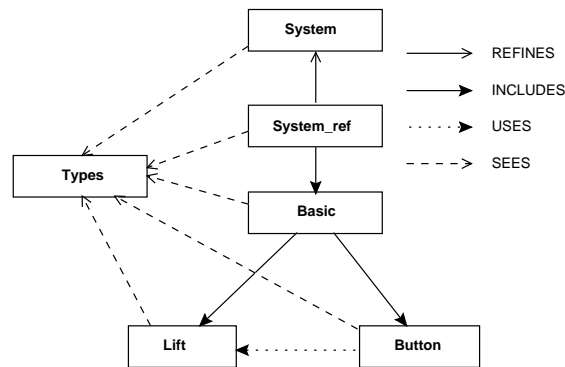 System
REFINES
INCLUDES
System_ref
USES
Types
SEES
Basic
Lift
Button